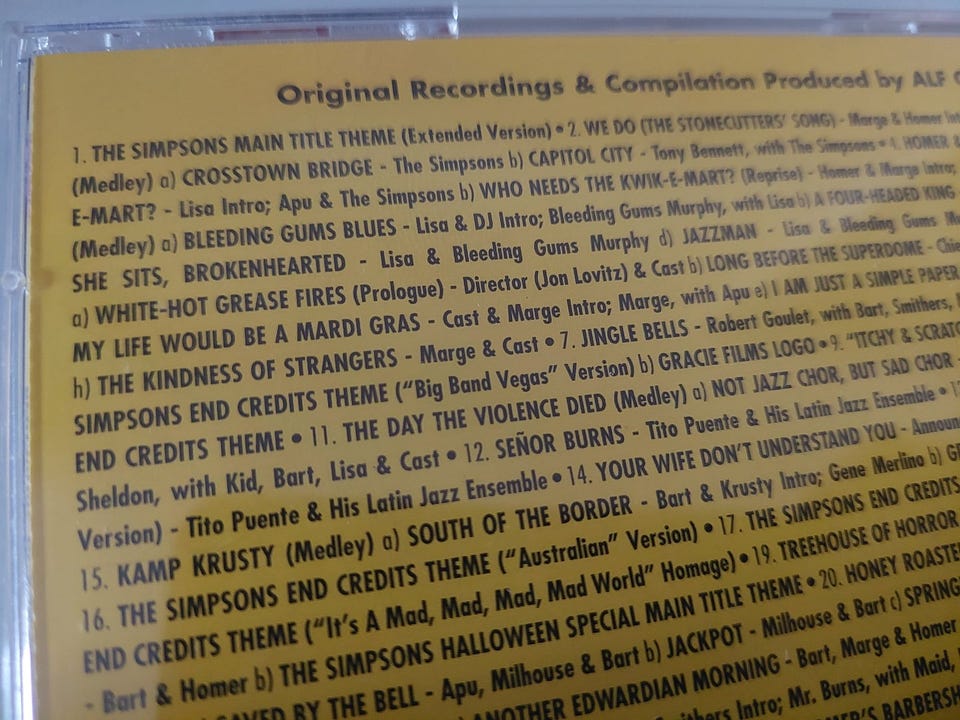 Original Recordings & Compilation Produced by ALF
1. THE SIMPSONS MAIN TITLE THEME (Extended Version) • 2. WE DO (THE STONECUTTERS' SONG) - Marge & Homer
(Medley) a) CROSSTOWN BRIDGE - The Simpsons b) CAPITOL CITY - Tony Bennett, with The Simpsons • 4. HOMER &
E-MART? - Lisa Intro; Apu & The Simpsons b) WHO NEEDS THE KWIK-E-MART? (Reprise) - Homer & Marge Intro;
(Medley) a) BLEEDING GUMS BLUES - Lisa & DJ Intro; Bleeding Gums Murphy, with Lisa b) A FOUR-HEADED KING
SHE SITS, BROKENHEARTED - Lisa & Bleeding Gums Murphy d) JAZZMAN - Lisa & Bleeding Gums
a) WHITE-HOT GREASE FIRES (Prologue) - Director (Jon Lovitz) & Cast b) LONG BEFORE THE SUPERDOME -
MY LIFE WOULD BE A MARDI GRAS - Cast & Marge Intro; Marge, with Apu e) I AM JUST A SIMPLE PAPER
h) THE KINDNESS OF STRANGERS - Marge & Cast • 7. JINGLE BELLS - Robert Goulet, with Bart, Smithers,
SIMPSONS END CREDITS THEME ("Big Band Vegas" Version) b) GRACIE FILMS LOGO • 9. "ITCHY &
END CREDITS THEME • 11. THE DAY THE VIOLENCE DIED (Medley) a) NOT JAZZ CHOR, BUT SAD CHOR -
Sheldon, with Kid, Bart, Lisa & Cast • 12. SEÑOR BURNS - Tito Puente & His Latin Jazz Ensemble •
Version) - Tito Puente & His Latin Jazz Ensemble • 14. YOUR WIFE DON'T UNDERSTAND YOU -
15. KAMP KRUSTY (Medley) a) SOUTH OF THE BORDER - Bart & Krusty Intro; Gene Merlino b)
16. THE SIMPSONS END CREDITS THEME ("Australian" Version) • 17. THE SIMPSONS END CREDITS
END CREDITS THEME ("It's A Mad, Mad, Mad, Mad World" Homage) • 19. TREEHOUSE OF HORROR
- Bart & Homer b) THE SIMPSONS HALLOWEEN SPECIAL MAIN TITLE THEME • 20. HONEY
SAVED BY THE BELL - Apu, Milhouse & Bart b) JACKPOT - Milhouse & Bart c)
ANOTHER EDWARDIAN MORNING - Bart, Marge & Homer
Intro; Mr. Burns, with Maid,